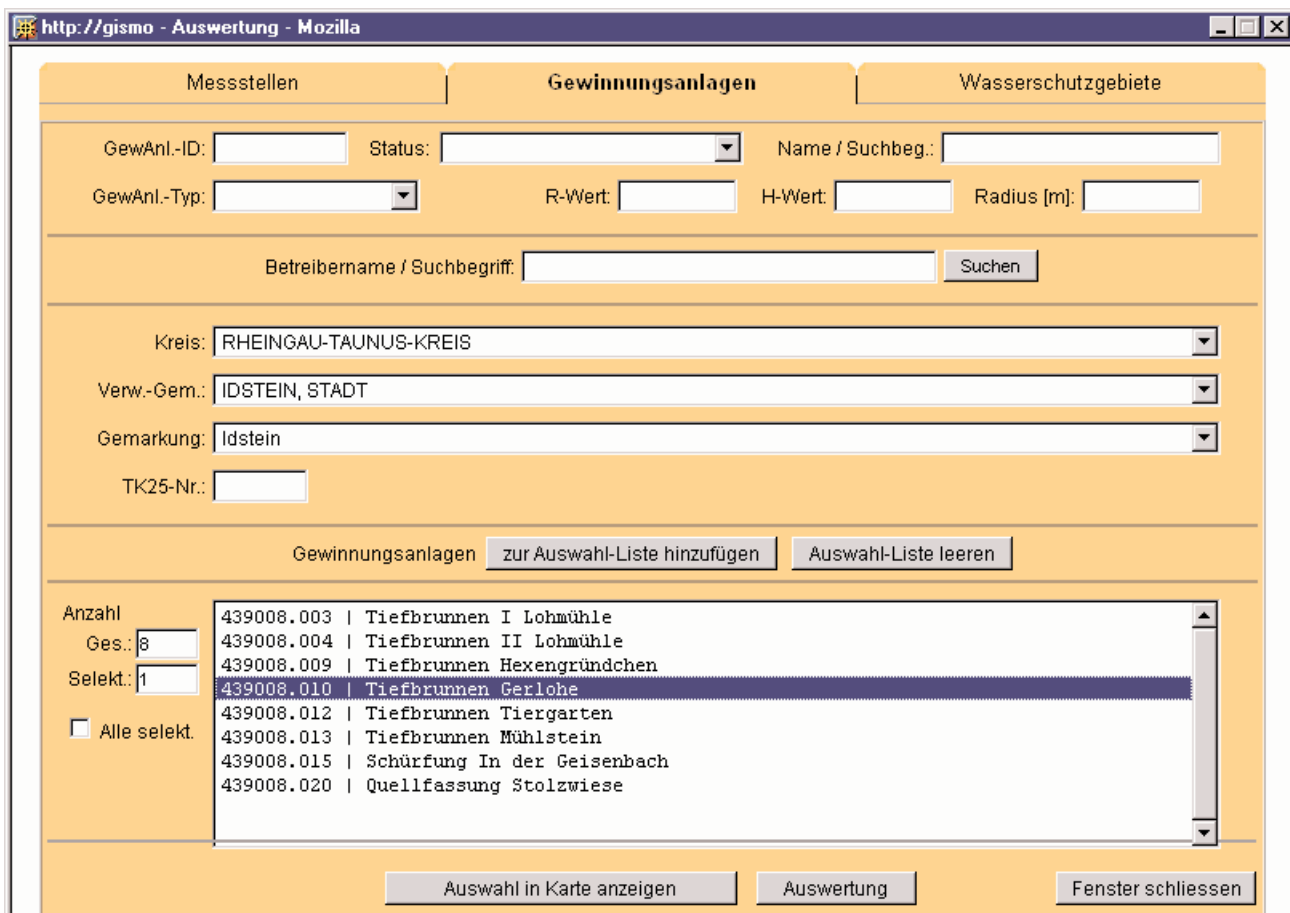 http://gismo - Auswertung - Mozilla
Messstellen Gewinnungsanlagen Wasserschutzgebiete
GewAnl.-ID: Status: Name / Suchbeg.:
GewAnl.-Typ: R-Wert: H-Wert: Radius [m]:
Betreibername / Suchbegriff: Suchen
Kreis: RHEINGAU-TAUNUS-KREIS
Verw.-Gem.: IDSTEIN, STADT
Gemarkung: Idstein
TK25-Nr.:
Gewinnungsanlagen zur Auswahl-Liste hinzufügen Auswahl-Liste leeren
Anzahl
Ges.: 8
Selekt.: 1
Alle selekt.
439008.003 | Tiefbrunnen I Lohmühle
439008.004 | Tiefbrunnen II Lohmühle
439008.009 | Tiefbrunnen Hexengründchen
439008.010 | Tiefbrunnen Gerlohe
439008.012 | Tiefbrunnen Tiergarten
439008.013 | Tiefbrunnen Mühlstein
439008.015 | Schürfung In der Geisenbach
439008.020 | Quellfassung Stolzwiese
Auswahl in Karte anzeigen Auswertung Fenster schliessen